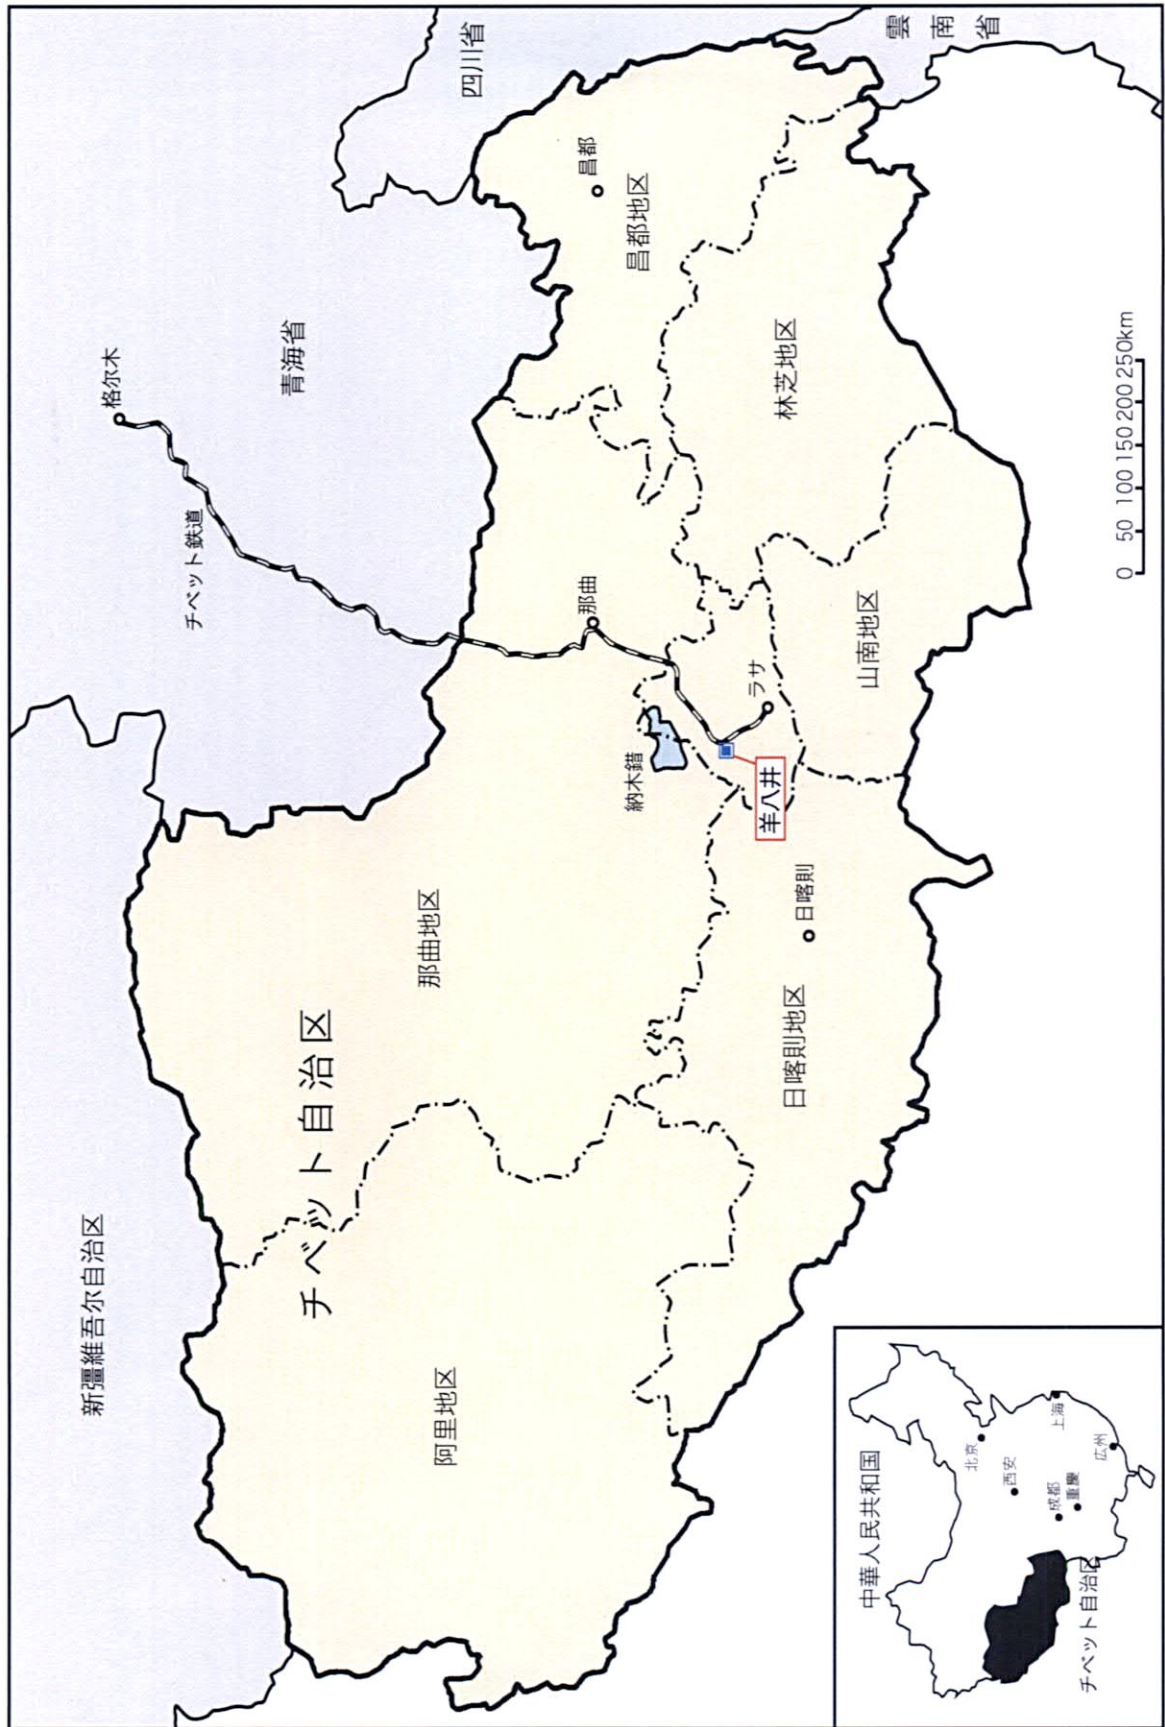 新彊維吾尔自治区
チベット自治区
青海省
四川省
雲南省
格尔木
チベット鉄道
阿里地区
那曲地区
那曲
昌都
昌都地区
納木錯
羊八井
ラサ
林芝地区
日喀則
日喀則地区
山南地区
0 50 100 150 200 250km
中華人民共和国
北京
西安
上海
成都
重慶
広州
チベット自治区